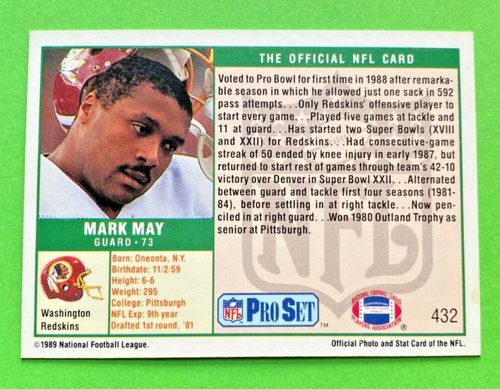 THE OFFICIAL NFL CARD
Voted to Pro Bowl for first time in 1988 after remarka-
ble season in which he allowed just one sack in 592
pass attempts. . .Only Redskins' offensive player to
start every game. . .Played five games at tackle and
11 at guard. . .Has started two Super Bowls (XVIII
and XXII) for Redskins. . .Had consecutive-game
streak of 50 ended by knee injury in early 1987, but
returned to start rest of games through team's 42-10
victory over Denver in Super Bowl XXII. . .Alternated
between guard and tackle first four seasons (1981-
84), before settling in at right tackle. . .Now pen-
ciled in at right guard. . .Won 1980 Outland Trophy as
senior at Pittsburgh.
MARK MAY
GUARD • 73
Washington
Redskins
Born: Oneonta, N.Y.
Birthdate: 11/2/59
Height: 6-6
Weight: 295
College: Pittsburgh
NFL Exp: 9th year
Drafted 1st round, '81
NFL
NFL PRO SET TM
NATIONAL FOOTBALL LEAGUE
PLAYERS ASSOCIATION ®
432
©1989 National Football League.
Official Photo and Stat Card of the NFL.